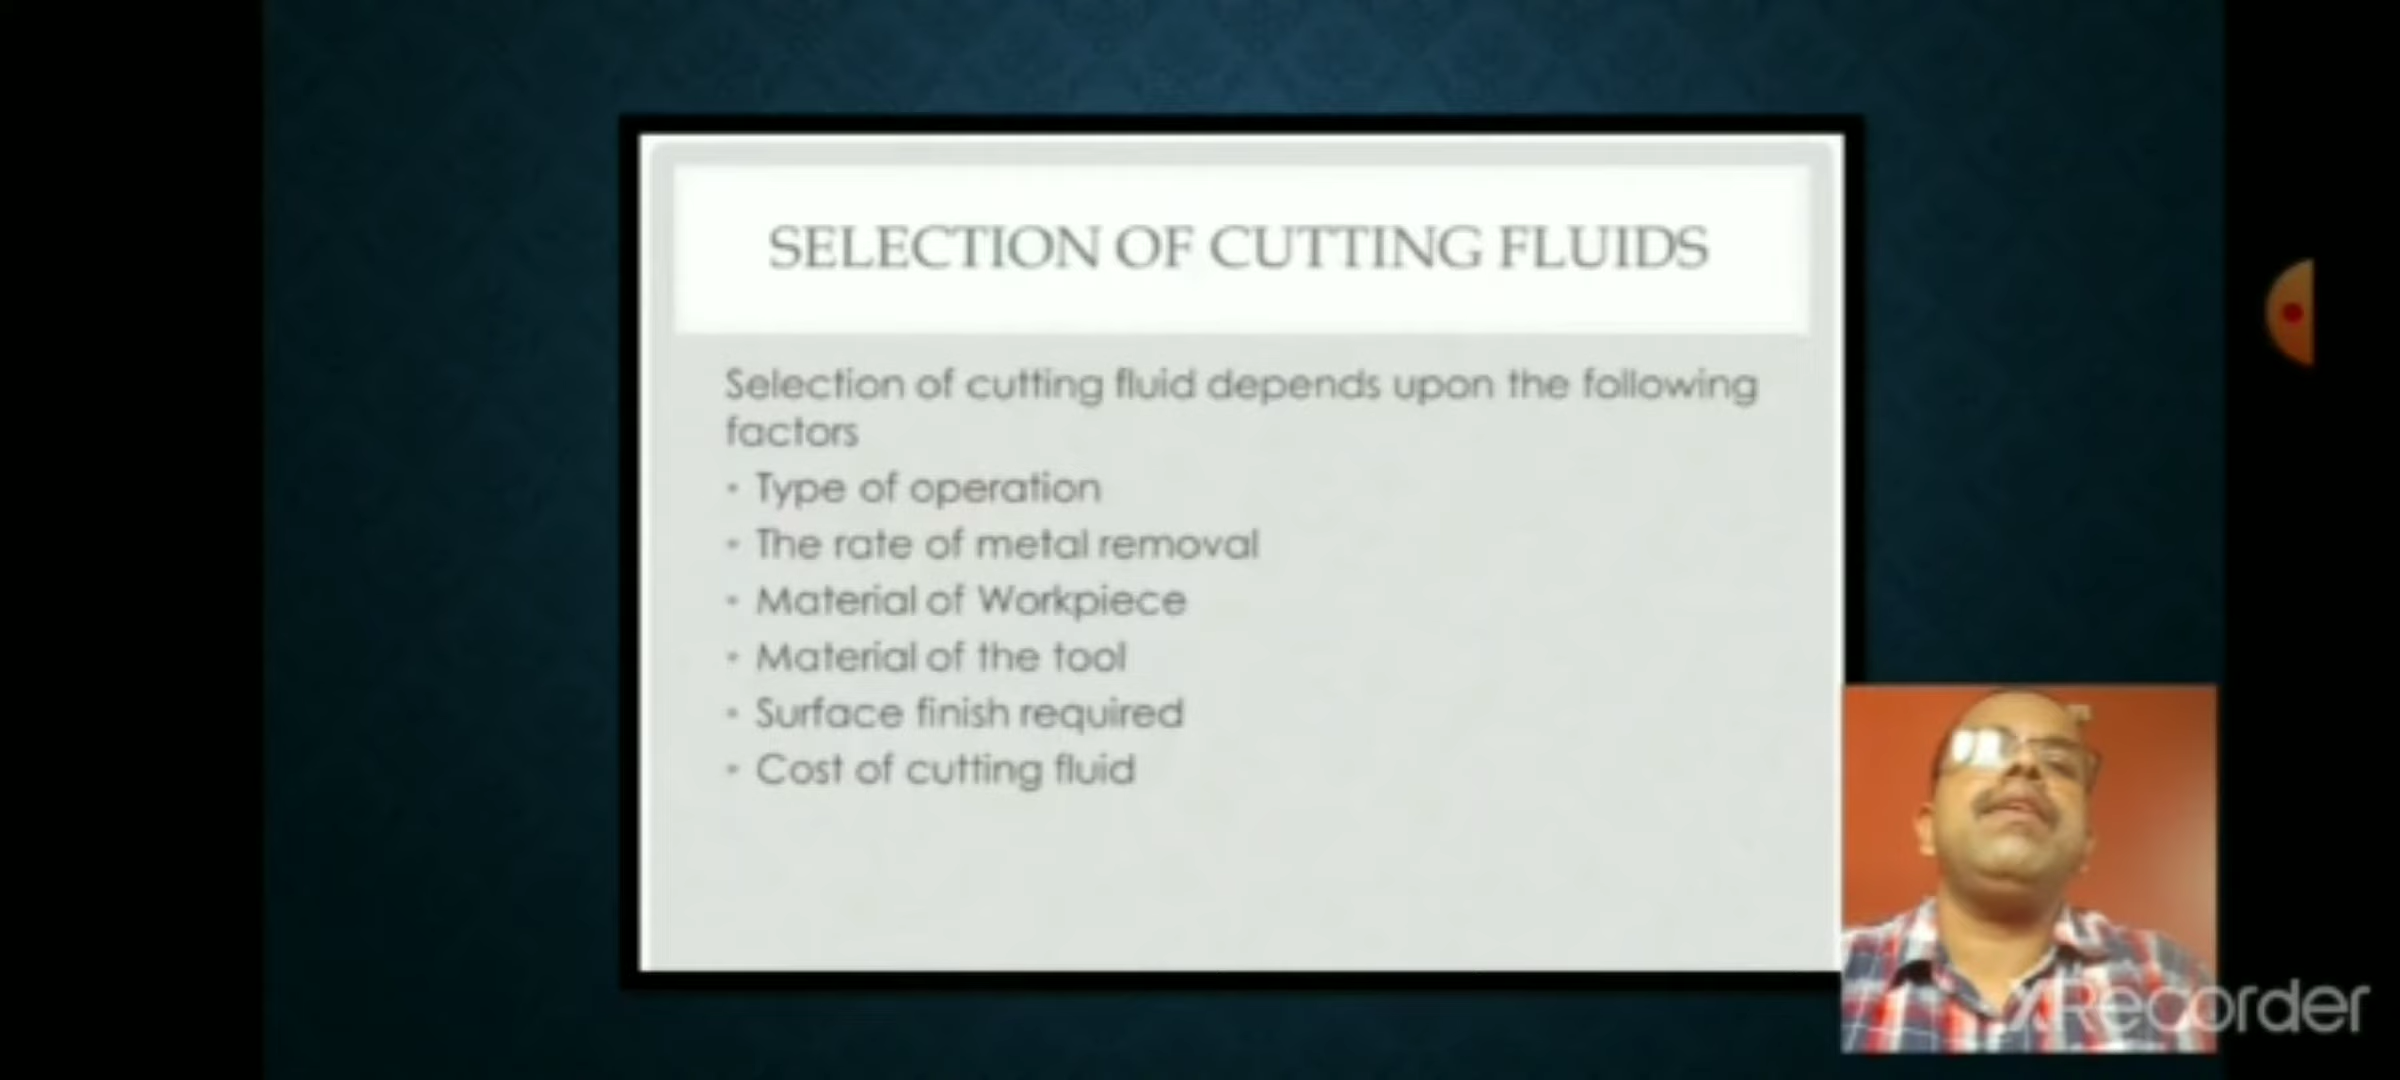 SELECTION OF CUTTING FLUIDS
Selection of cutting fluid depends upon the following
factors
• Type of operation
• The rate of metal removal
• Material of Workpiece
• Material of the tool
• Surface finish required
• Cost of cutting fluid
XRecorder